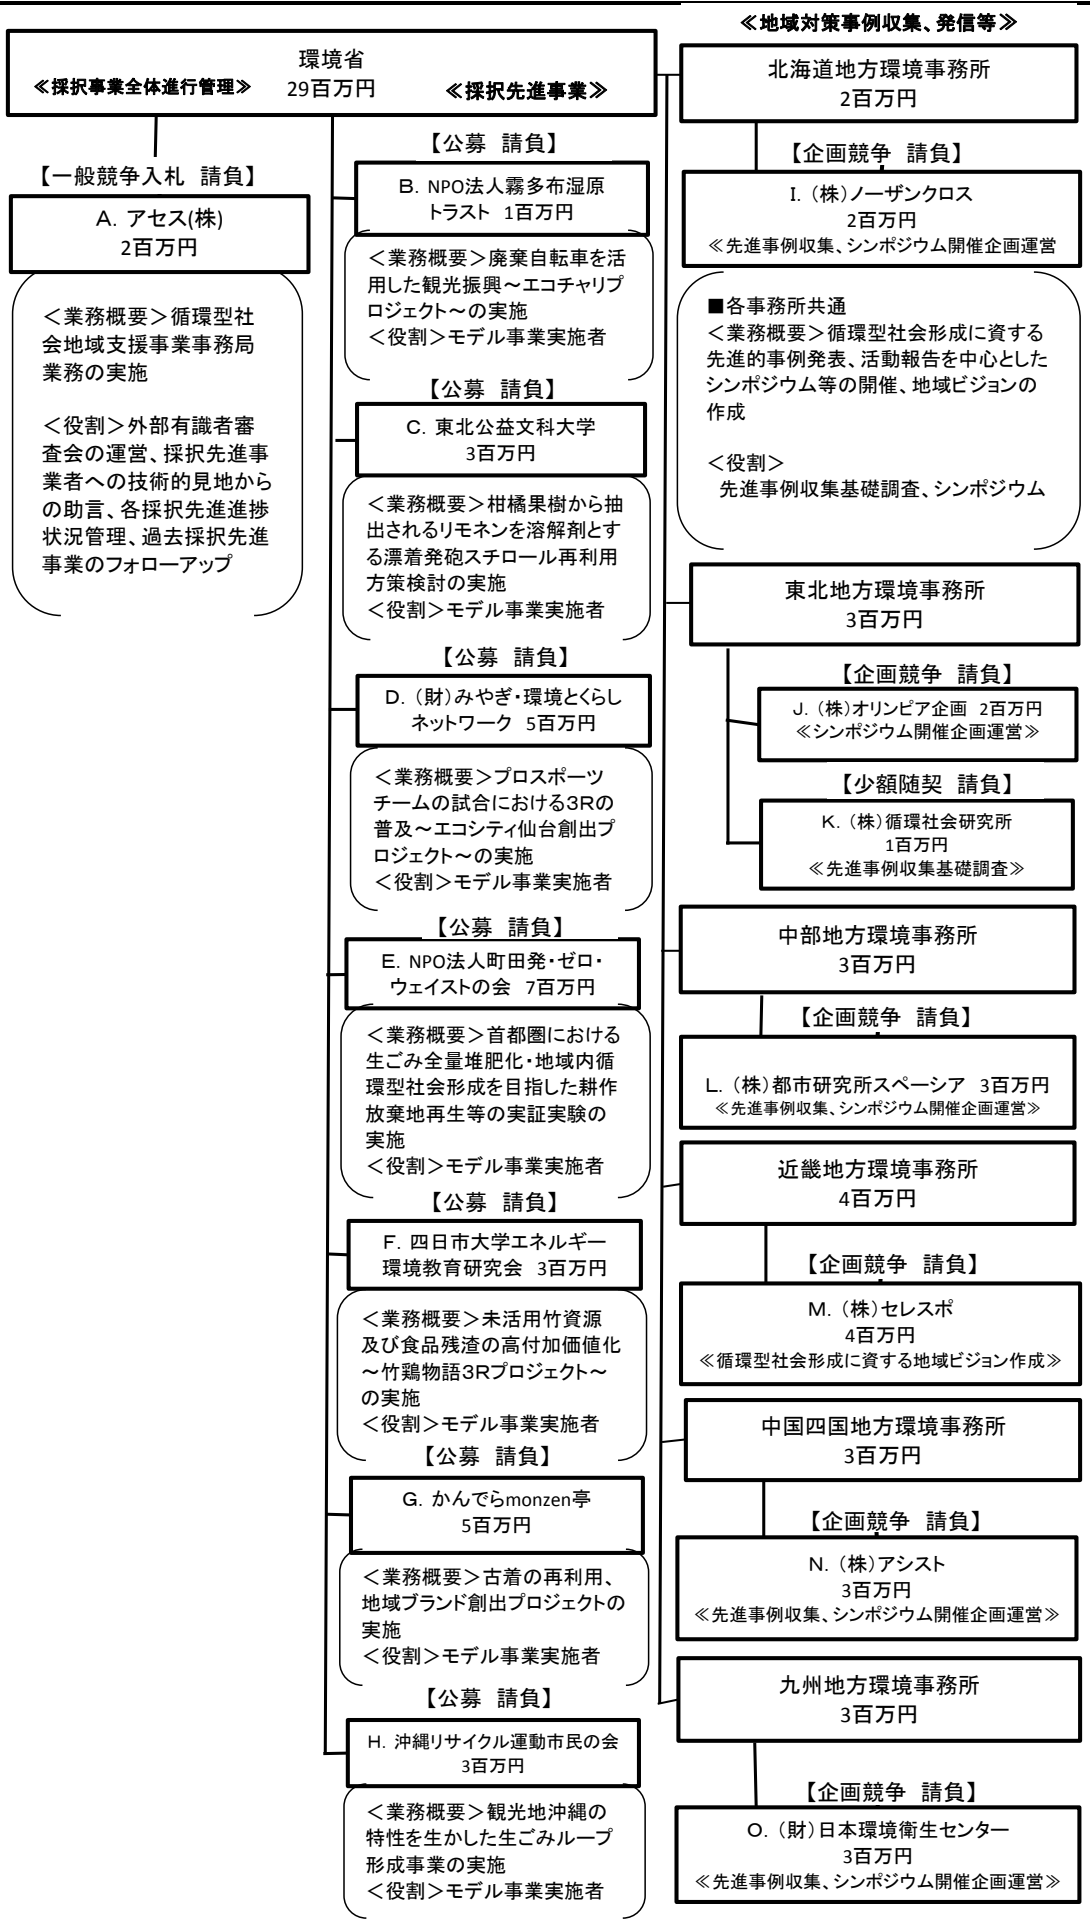 環境省
29百万円
≪採択事業全体進行管理≫
≪採択先進事業≫
【一般競争入札 請負】
A. アセス(株)
2百万円
＜業務概要＞循環型社
会地域支援事業事務局
業務の実施
＜役割＞外部有識者審
査会の運営、採択先進事
業者への技術的見地から
の助言、各採択先進進捗
状況管理、過去採択先進
事業のフォローアップ
【公募 請負】
B. NPO法人霧多布湿原
トラスト 1百万円
＜業務概要＞廃棄自転車を活
用した観光振興～エコチャリプ
ロジェクト～の実施
＜役割＞モデル事業実施者
【公募 請負】
C. 東北公益文科大学
3百万円
＜業務概要＞柑橘果樹から抽
出されるリモネンを溶解剤とす
る漂着発砲スチロール再利用
方策検討の実施
＜役割＞モデル事業実施者
【公募 請負】
D. （財）みやぎ・環境とくらし
ネットワーク 5百万円
＜業務概要＞プロスポーツ
チームの試合における3Rの
普及～エコシティ仙台創出プ
ロジェクト～の実施
＜役割＞モデル事業実施者
【公募 請負】
E. NPO法人町田発・ゼロ・
ウェイストの会 7百万円
＜業務概要＞首都圏における
生ごみ全量堆肥化・地域内循
環型社会形成を目指した耕作
放棄地再生等の実証実験の
実施
＜役割＞モデル事業実施者
【公募 請負】
F. 四日市大学エネルギー
環境教育研究会 3百万円
＜業務概要＞未活用竹資源
及び食品残渣の高付加価値化
～竹鶏物語3Rプロジェクト～
の実施
＜役割＞モデル事業実施者
【公募 請負】
G. かんでらmonzen亭
5百万円
＜業務概要＞古着の再利用、
地域ブランド創出プロジェクトの
実施
＜役割＞モデル事業実施者
【公募 請負】
H. 沖縄リサイクル運動市民の会
3百万円
＜業務概要＞観光地沖縄の
特性を生かした生ごみループ
形成事業の実施
＜役割＞モデル事業実施者
≪地域対策事例収集、発信等≫
北海道地方環境事務所
2百万円
【企画競争 請負】
I. （株）ノーザンクロス
2百万円
≪先進事例収集、シンポジウム開催企画運営
■各事務所共通
＜業務概要＞循環型社会形成に資する
先進的事例発表、活動報告を中心とした
シンポジウム等の開催、地域ビジョンの
作成
＜役割＞
先進事例収集基礎調査、シンポジウム
東北地方環境事務所
3百万円
【企画競争 請負】
J. （株）オリンピア企画 2百万円
≪シンポジウム開催企画運営≫
【少額随契 請負】
K. （株）循環社会研究所
1百万円
≪先進事例収集基礎調査≫
中部地方環境事務所
3百万円
【企画競争 請負】
L. （株）都市研究所スペーシア 3百万円
≪先進事例収集、シンポジウム開催企画運営≫
近畿地方環境事務所
4百万円
【企画競争 請負】
M. （株）セレスポ
4百万円
≪循環型社会形成に資する地域ビジョン作成≫
中国四国地方環境事務所
3百万円
【企画競争 請負】
N. （株）アシスト
3百万円
≪先進事例収集、シンポジウム開催企画運営≫
九州地方環境事務所
3百万円
【企画競争 請負】
O. （財）日本環境衛生センター
3百万円
≪先進事例収集、シンポジウム開催企画運営≫